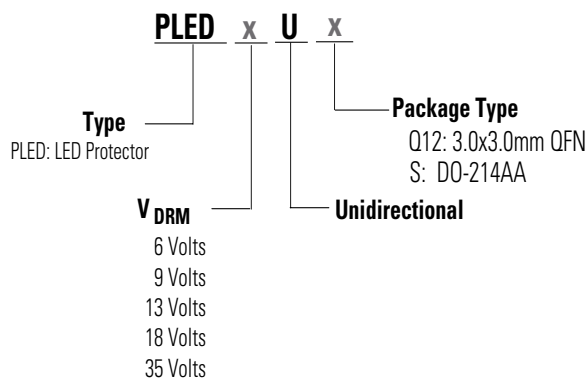 PLED x U x
Type
PLED: LED Protector
Package Type
Q12: 3.0x3.0mm QFN
S: DO-214AA
V DRM
6 Volts
9 Volts
13 Volts
18 Volts
35 Volts
Unidirectional